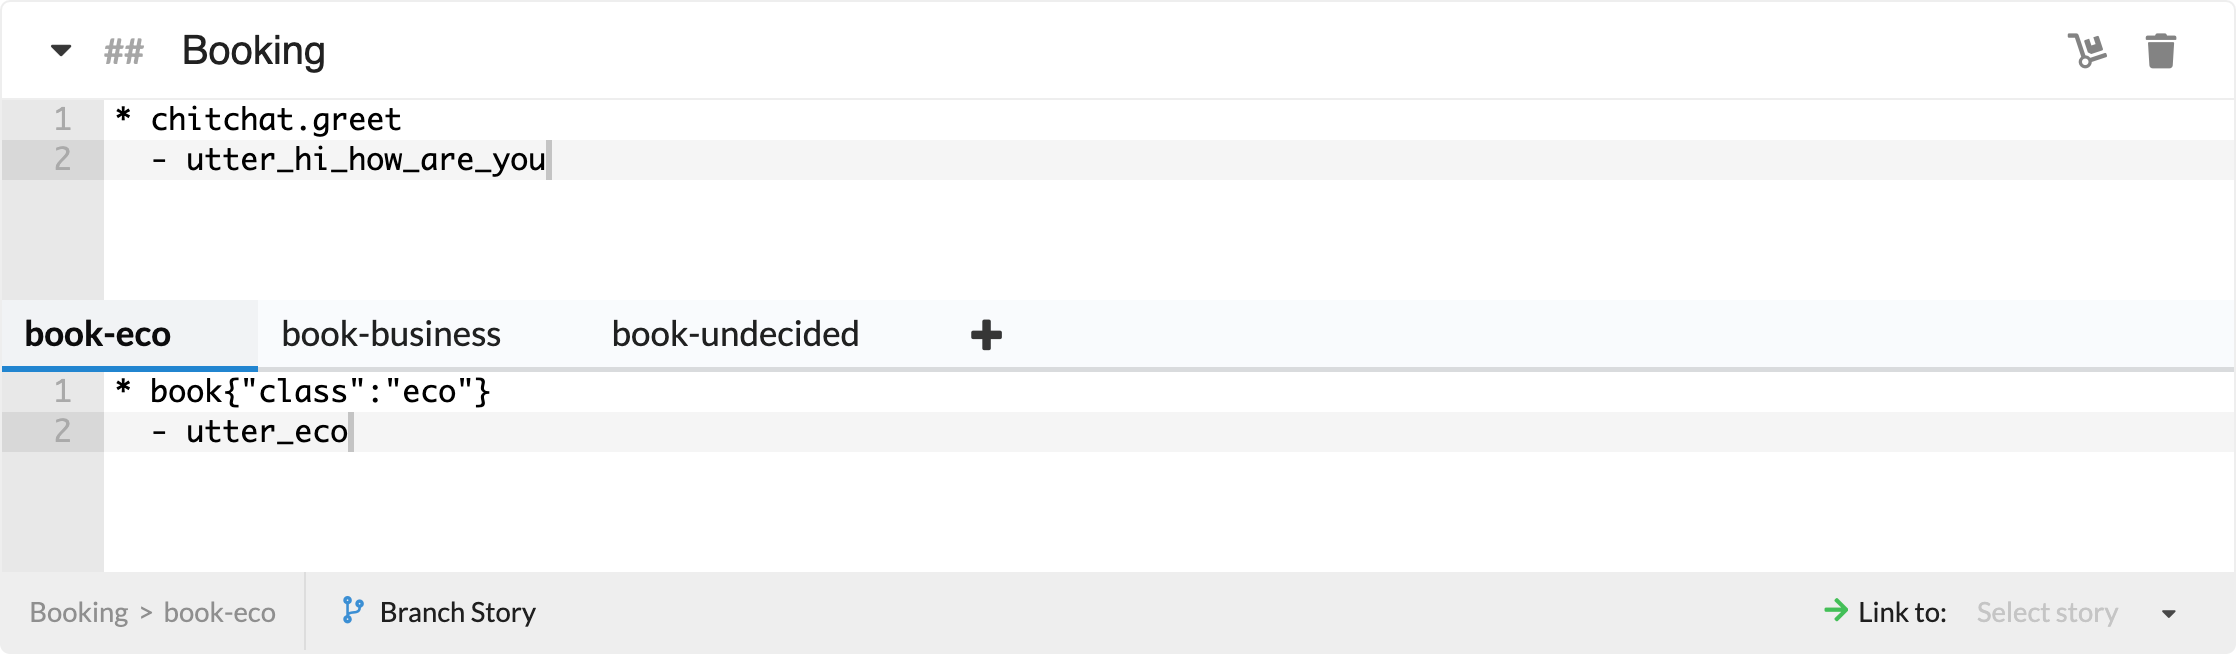 ## Booking
1 * chitchat.greet
2   - utter_hi_how_are_you
book-eco book-business book-undecided
1 * book{"class":"eco"}
2   - utter_eco
Booking > book-eco Branch Story Link to: Select story